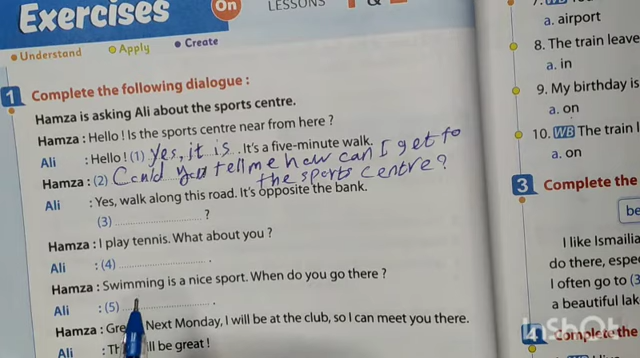 Exercises
On
LESSONS
Understand Apply Create
1 Complete the following dialogue :
Hamza is asking Ali about the sports centre.
Hamza : Hello ! Is the sports centre near from here ?
Ali : Hello ! (1) Yes, it is. It's a five-minute walk.
Hamza : (2) Could you tell me how can I get to
the sports centre?
Ali : Yes, walk along this road. It's opposite the bank.
(3) ?
Hamza : I play tennis. What about you ?
Ali : (4) .
Hamza : Swimming is a nice sport. When do you go there ?
Ali : (5) .
Hamza : Next Monday, I will be at the club, so I can meet you there.
Ali : be great !
a. airport
8. The train leave
a. in
9. My birthday is
a. on
10. WB The train l
a. on
3 Complete the
be
I like Ismailia
do there, espe
I often go to (3
a beautiful lak
4 Complete the
InShOt